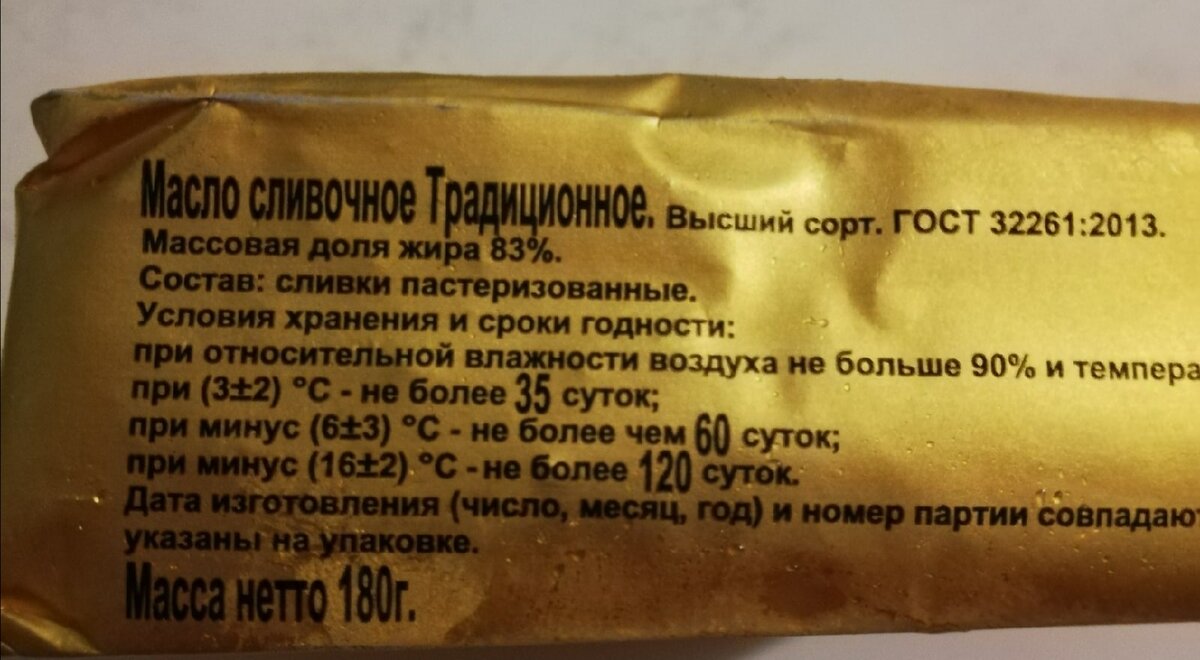 Масло сливочное Традиционное. Высший сорт. ГОСТ 32261:2013.
Массовая доля жира 83%.
Состав: сливки пастеризованные.
Условия хранения и сроки годности:
при относительной влажности воздуха не больше 90% и темпера
при (3±2) °С - не более 35 суток;
при минус (6±3) °С - не более чем 60 суток;
при минус (16±2) °С - не более 120 суток.
Дата изготовления (число, месяц, год) и номер партии совпадают
указаны на упаковке.
Масса нетто 180г.